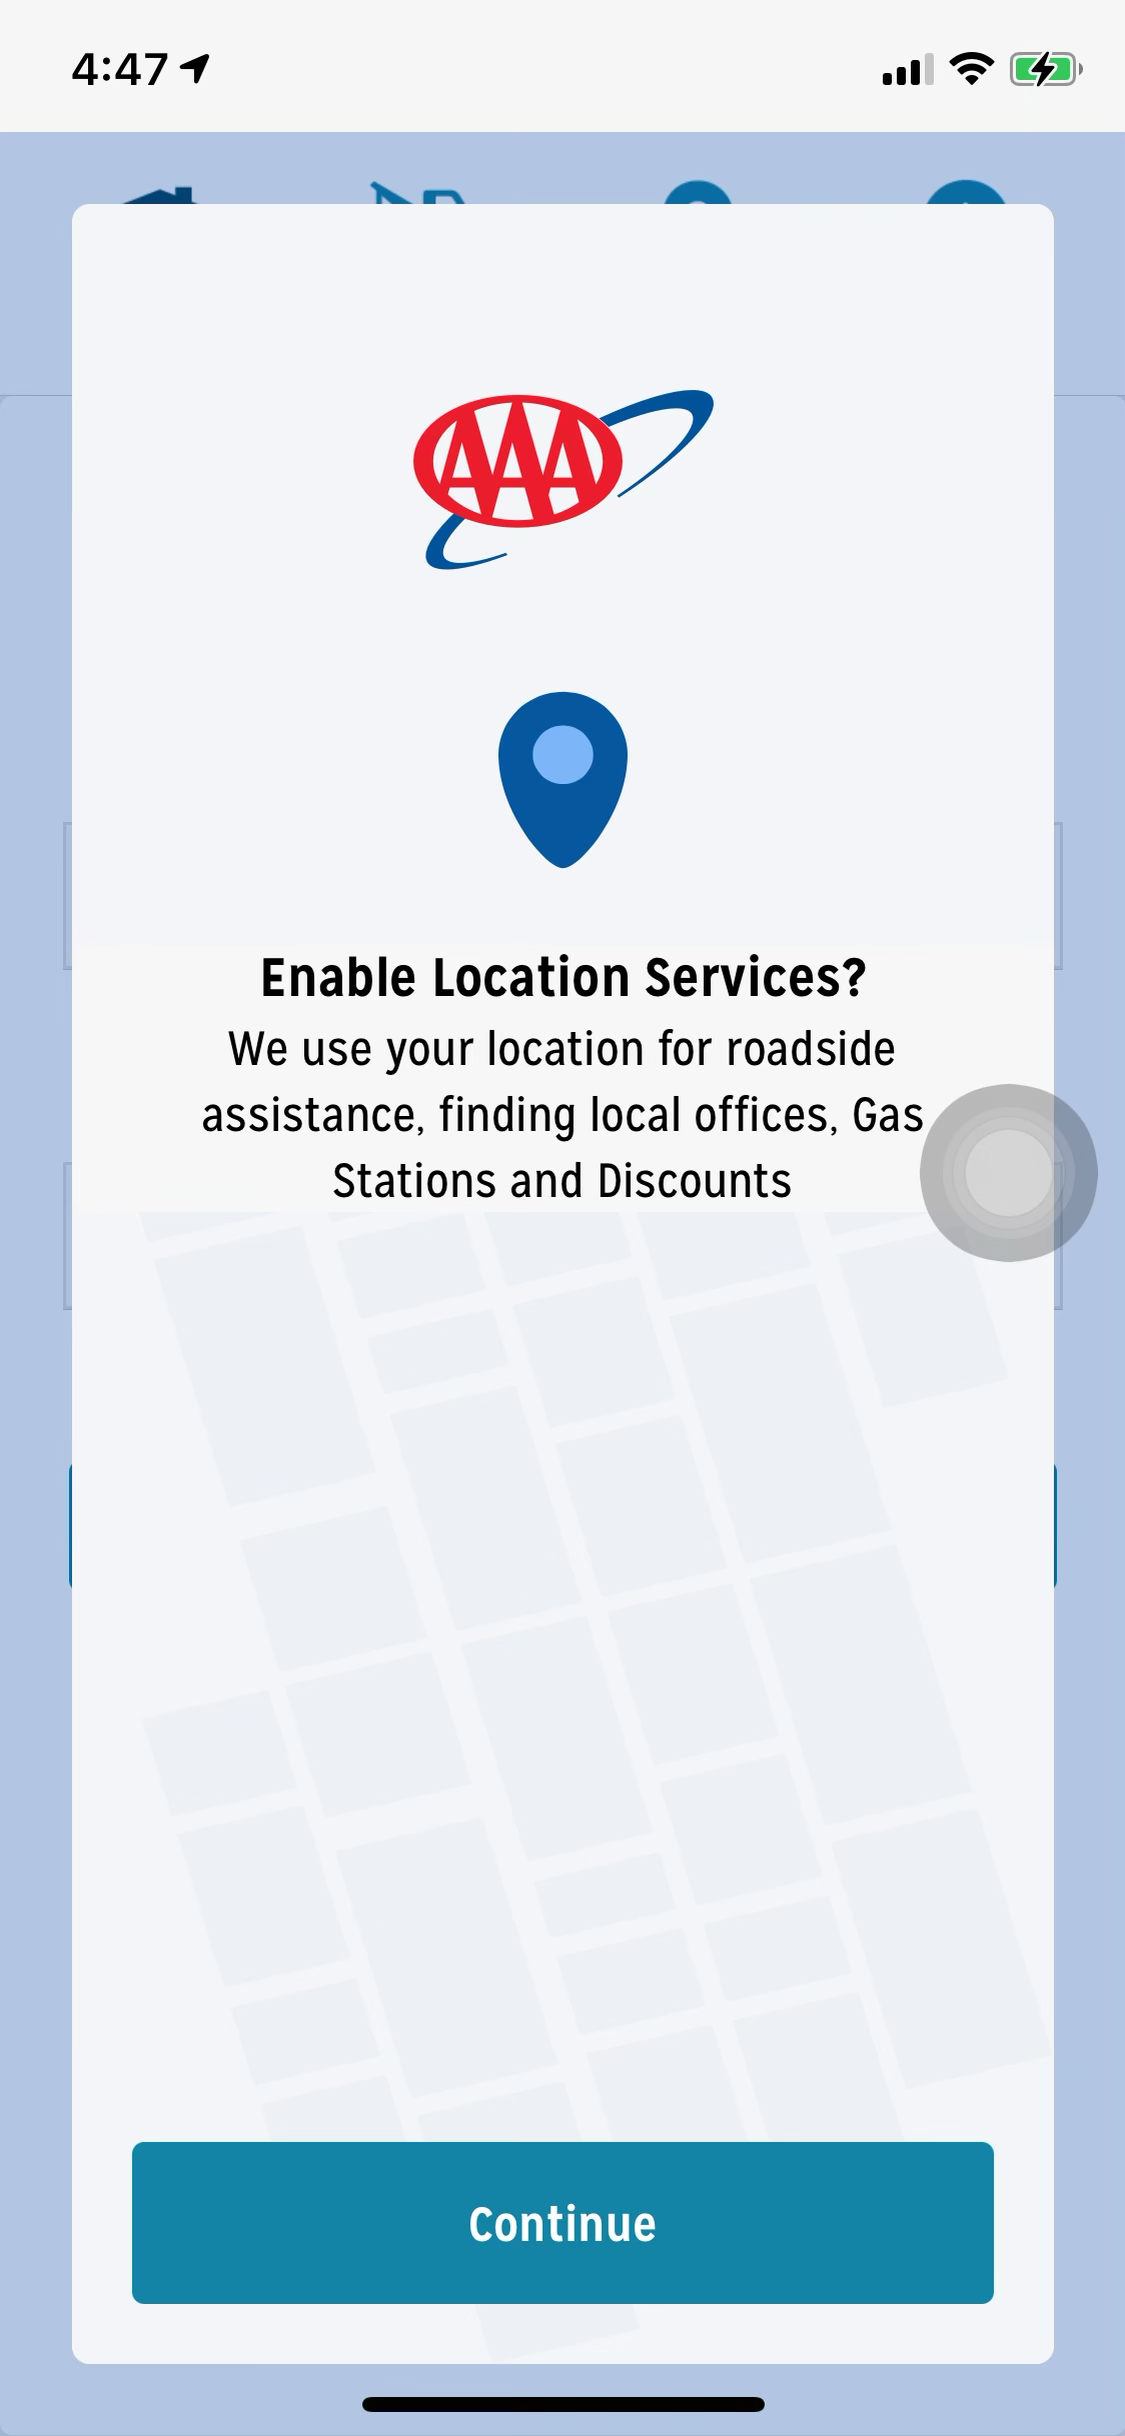 4:47
AAA
Enable Location Services?
We use your location for roadside
assistance, finding local offices, Gas
Stations and Discounts
Continue